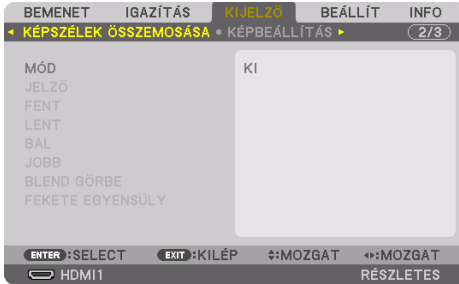 BEMENET IGAZÍTÁS KIJELZŐ BEÁLLÍT INFO
KÉPSZÉLEK ÖSSZEMOSÁSA • KÉPBEÁLLÍTÁS 2/3
MÓD KI
JELZŐ
FENT
LENT
BAL
JOBB
BLEND GÖRBE
FEKETE EGYENSÚLY
ENTER :SELECT EXIT :KILÉP :MOZGAT :MOZGAT
HDMI1 RÉSZLETES